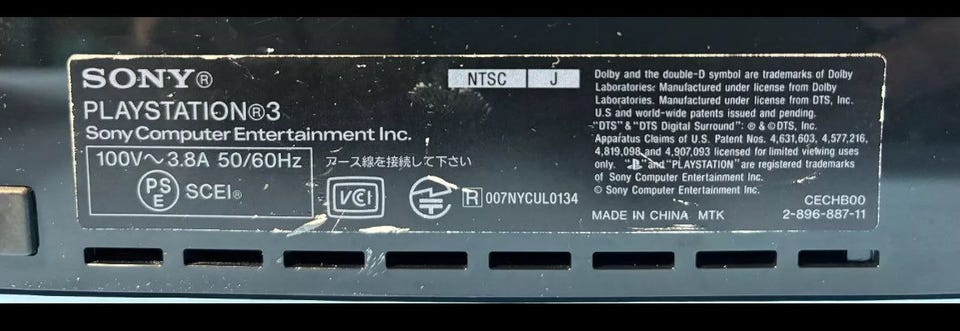 SONY®
PLAYSTATION®3
Sony Computer Entertainment Inc.
100V～3.8A 50/60Hz
PS
E
SCEI®
アース線を接続して下さい
VCCI
R 007NYCUL0134
NTSC J
Dolby and the double-D symbol are trademarks of Dolby
Laboratories. Manufactured under license from Dolby
Laboratories. Manufactured under license from DTS, Inc.
U.S and world-wide patents issued and pending.
"DTS" & "DTS Digital Surround": ® & © DTS, Inc.
Apparatus Claims of U.S. Patent Nos. 4,631,603, 4,577,216,
4,819,098 and 4,907,093 licensed for limited viewing uses
only. " " and "PLAYSTATION" are registered trademarks
of Sony Computer Entertainment Inc.
© Sony Computer Entertainment Inc.
CECHB00
MADE IN CHINA MTK 2-896-887-11